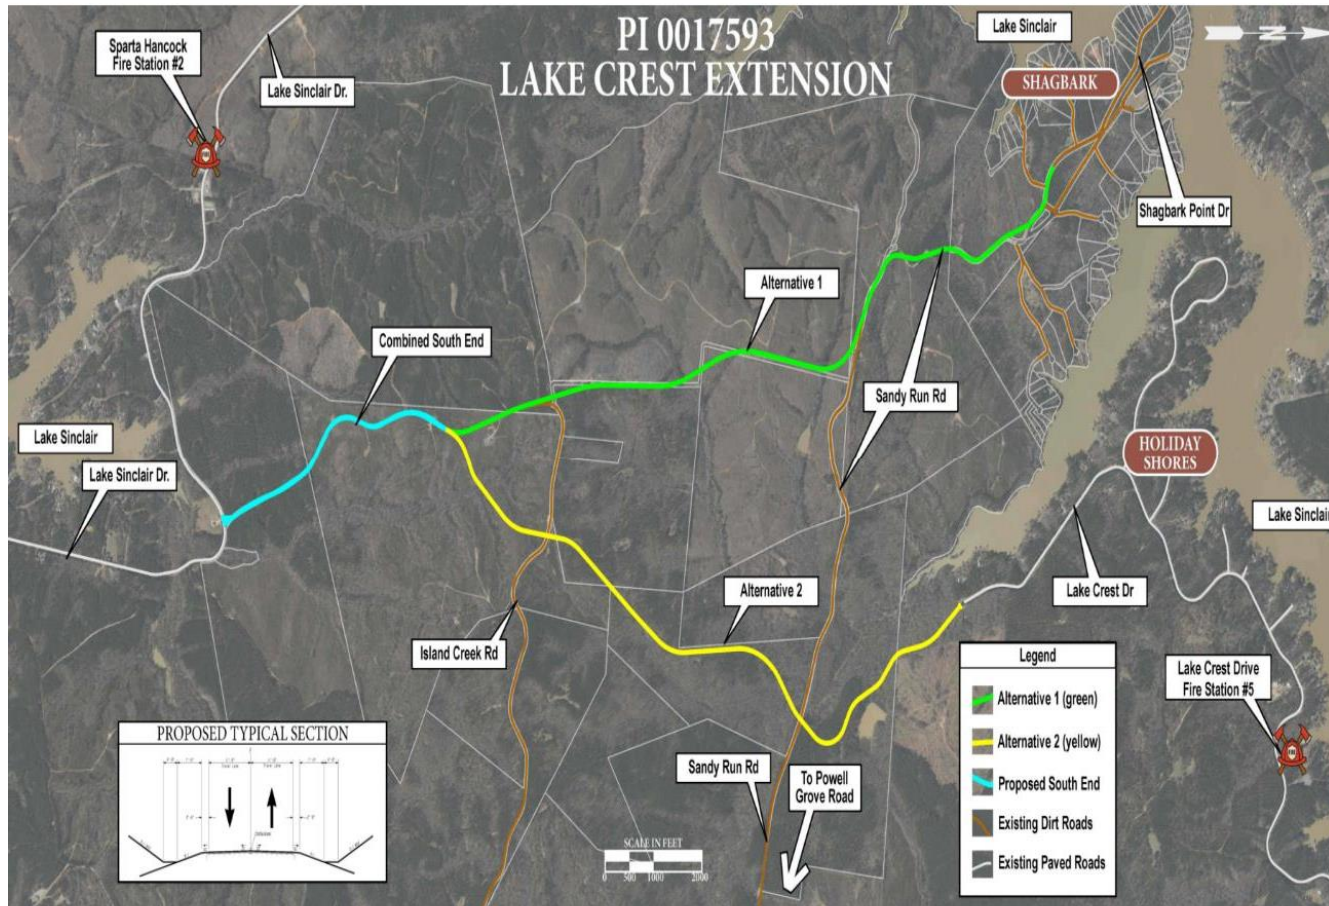 PI 0017593
LAKE CREST EXTENSION
Sparta Hancock
Fire Station #2
Lake Sinclair Dr.
Lake Sinclair
N
SHAGBARK
Shagbark Point Dr
Alternative 1
Combined South End
Sandy Run Rd
Lake Sinclair
Lake Sinclair Dr.
HOLIDAY
SHORES
Lake Sinclair
Alternative 2
Lake Crest Dr
Island Creek Rd
Lake Crest Drive
Fire Station #5
Sandy Run Rd
To Powell
Grove Road
PROPOSED TYPICAL SECTION
SCALE IN FEET
0 500 1000 2000
Legend
Alternative 1 (green)
Alternative 2 (yellow)
Proposed South End
Existing Dirt Roads
Existing Paved Roads